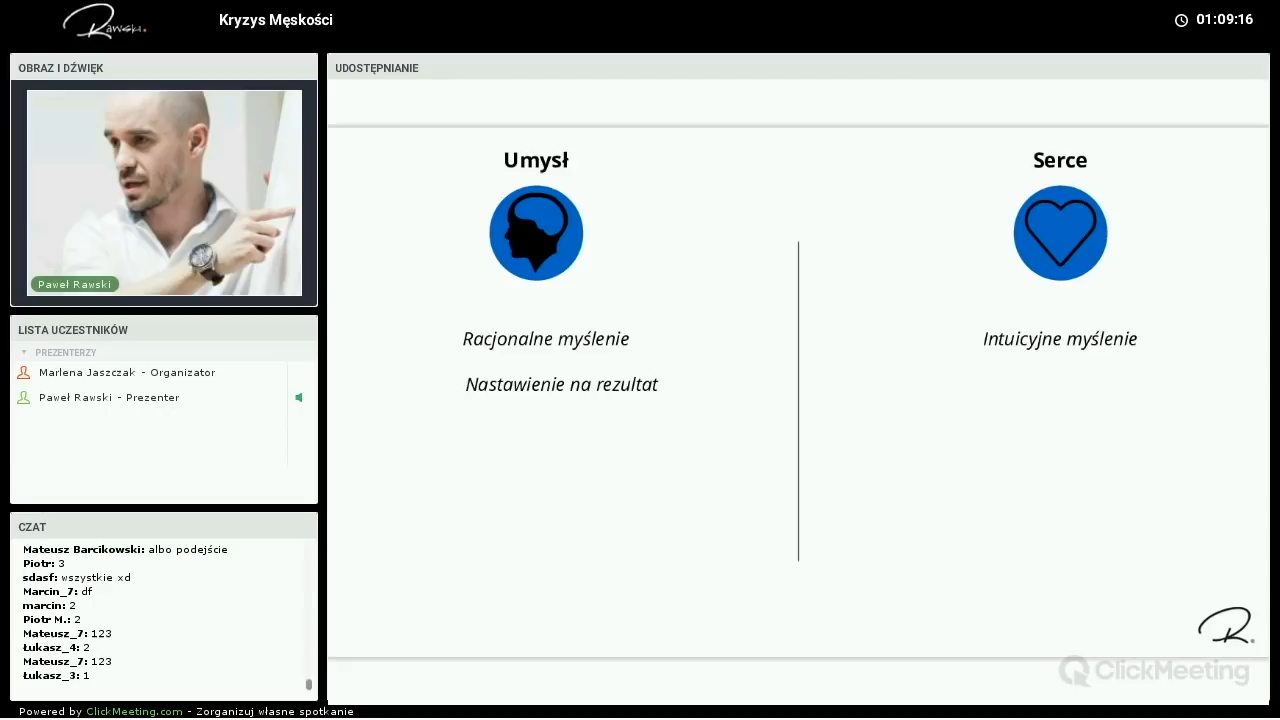 Rawski.
Kryzys Męskości
01:09:16
OBRAZ I DŹWIĘK
UDOSTĘPNIANIE
Paweł Rawski
LISTA UCZESTNIKÓW
PREZENTERZY
Marlena Jaszczak - Organizator
Paweł Rawski - Prezenter
CZAT
Mateusz Barcikowski: albo podejście
Piotr: 3
sdasf: wszystkie xd
Marcin_7: df
marcin: 2
Piotr M.: 2
Mateusz_7: 123
Łukasz_4: 2
Mateusz_7: 123
Łukasz_3: 1
Umysł
Serce
Racjonalne myślenie
Intuicyjne myślenie
Nastawienie na rezultat
R.
ClickMeeting
Powered by ClickMeeting.com - Zorganizuj własne spotkanie